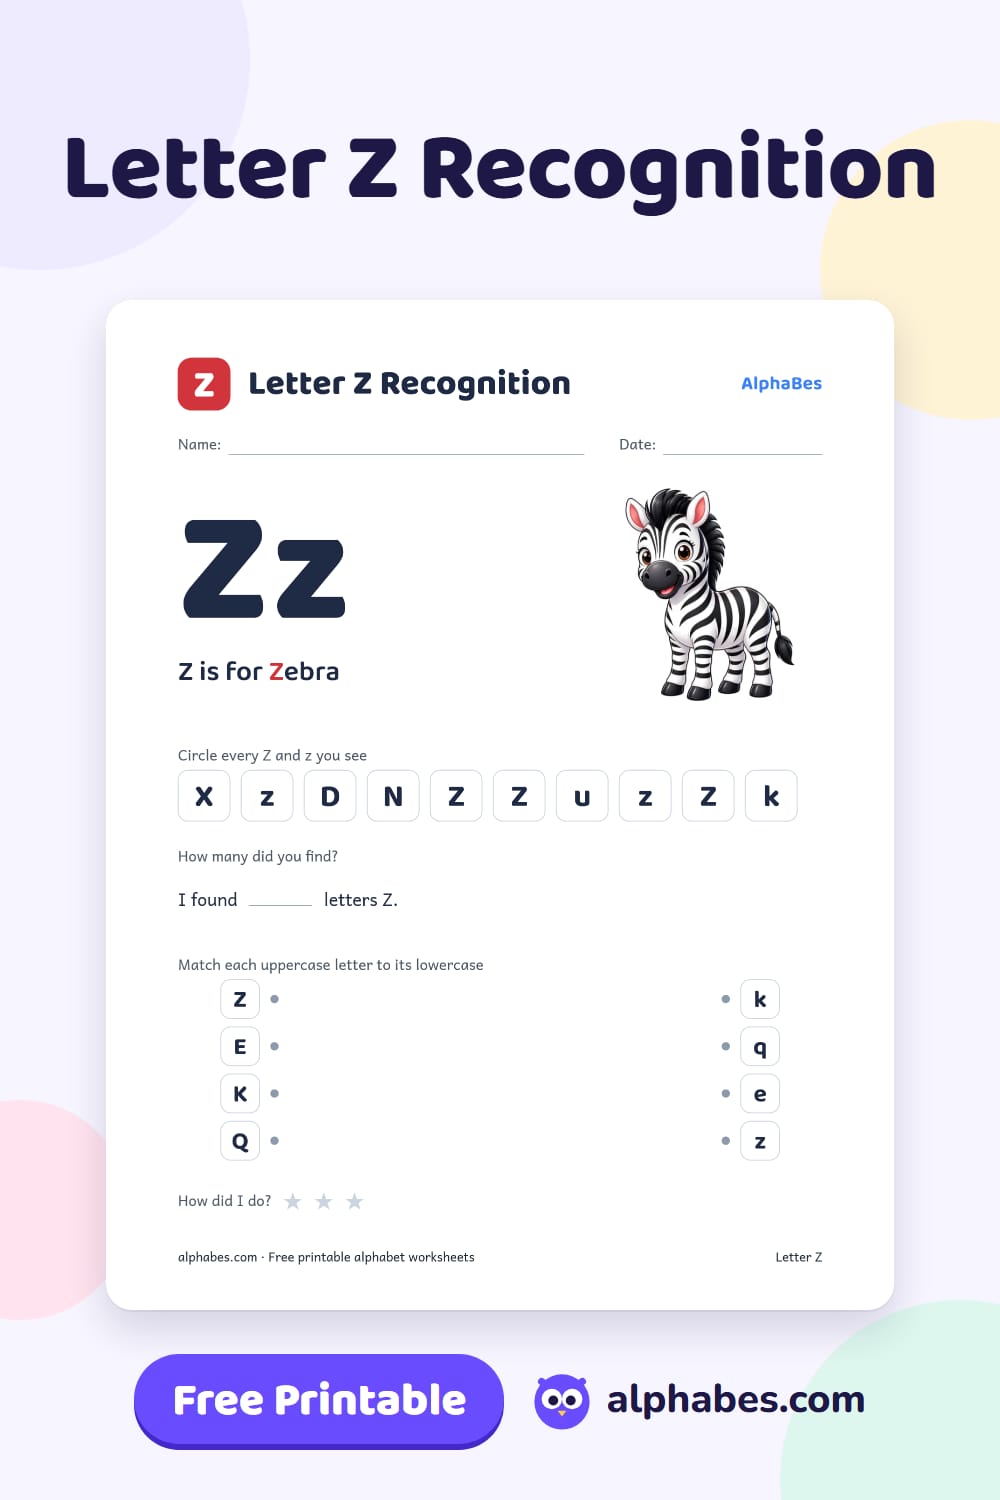 Letter Z Recognition
Z Letter Z Recognition AlphaBes
Name: Date:
Zz
Z is for Zebra
Circle every Z and z you see
X z D N Z Z u z Z k
How many did you find?
I found letters Z.
Match each uppercase letter to its lowercase
Z k
E q
K e
Q z
How did I do?
alphabes.com · Free printable alphabet worksheets Letter Z
Free Printable alphabes.com